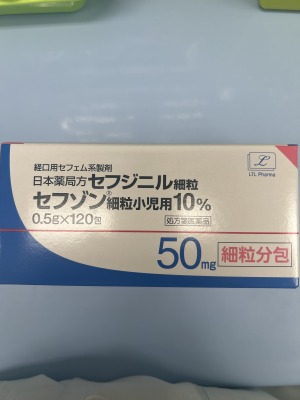 経口用セフェム系製剤
日本薬局方セフジニル細粒
セフゾン®細粒小児用10%
0.5g×120包
処方箋医薬品
L
LTL Pharma
50mg
細粒分包